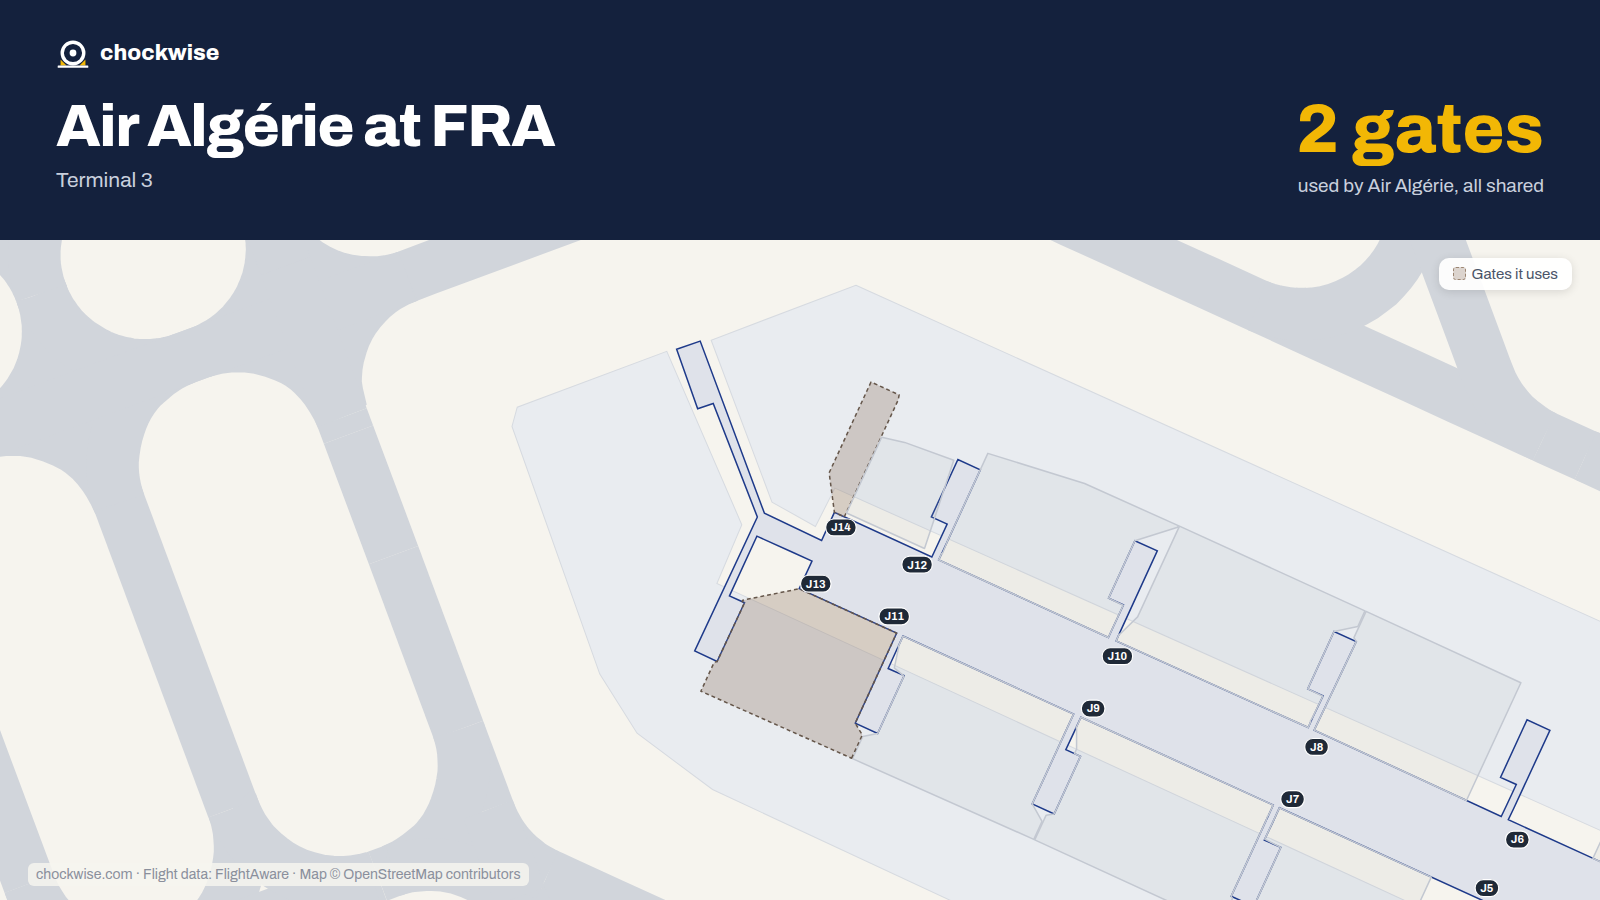 chockwise
Air Algérie at FRA
Terminal 3
2 gates
used by Air Algérie, all shared
Gates it uses
J14
J12
J13
J11
J10
J9
J8
J7
J6
J5
chockwise.com · Flight data: FlightAware · Map © OpenStreetMap contributors